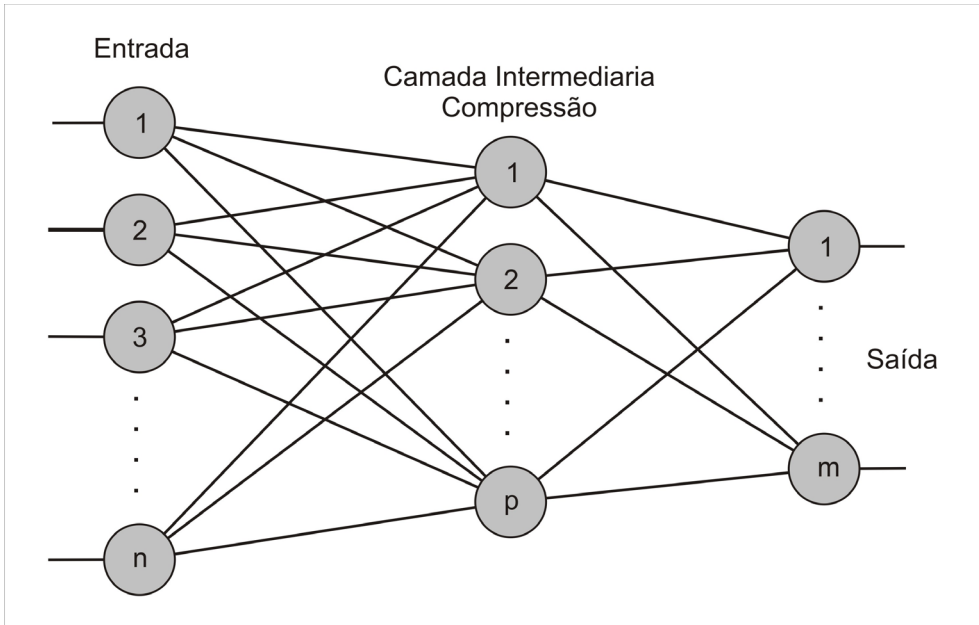 Entrada
Camada Intermediaria
Compressão
1
2
3
n
1
2
p
1
m
Saída